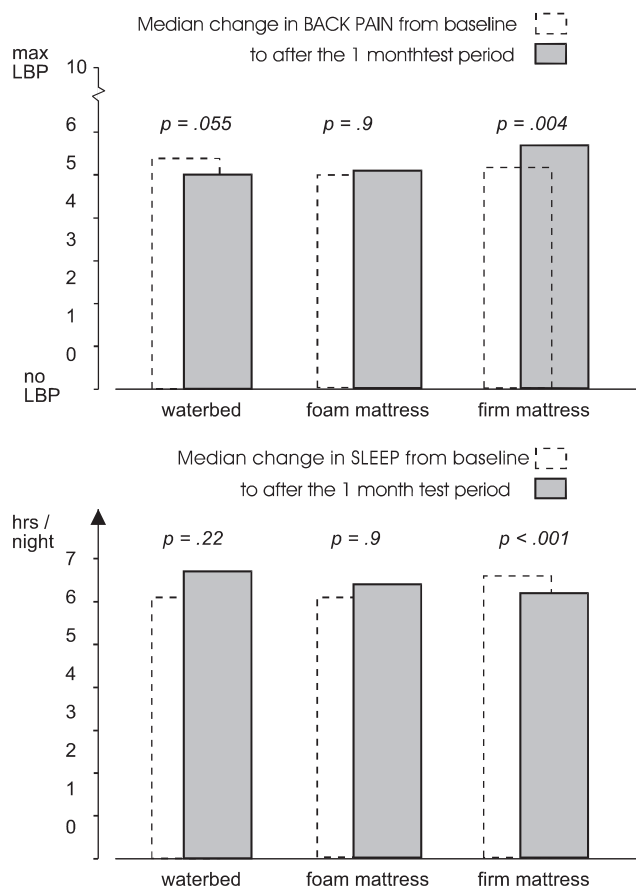 Median change in BACK PAIN from baseline
to after the 1 monthtest period
max
LBP
10
6
5
4
3
2
1
0
no
LBP
p = .055
p = .9
p = .004
waterbed
foam mattress
firm mattress
Median change in SLEEP from baseline
to after the 1 month test period
hrs /
night
7
6
5
4
3
2
1
0
p = .22
p = .9
p < .001
waterbed
foam mattress
firm mattress